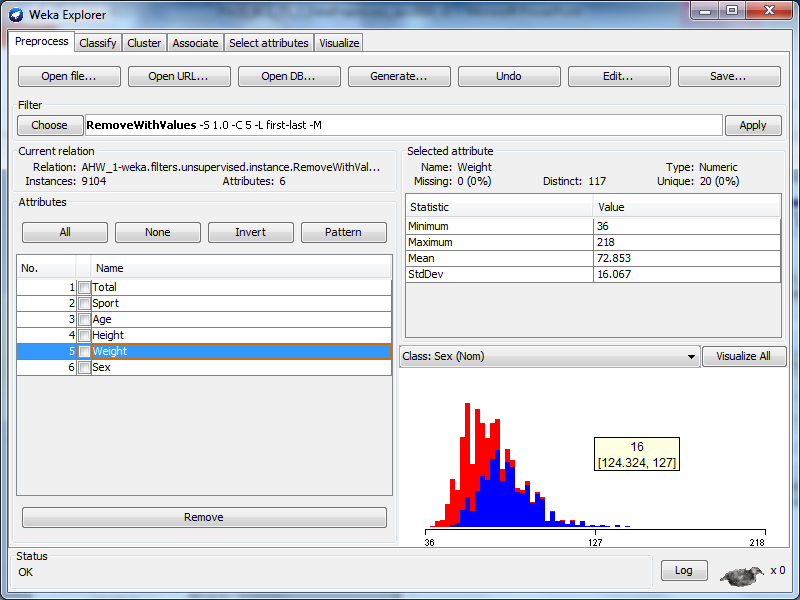 Weka Explorer
Preprocess Classify Cluster Associate Select attributes Visualize
Open file... Open URL... Open DB... Generate... Undo Edit... Save...
Filter
Choose RemoveWithValues -S 1.0 -C 5 -L first-last -M Apply
Current relation
Relation: AHW_1-weka.filters.unsupervised.instance.RemoveWithVal...
Instances: 9104 Attributes: 6
Selected attribute
Name: Weight Type: Numeric
Missing: 0 (0%) Distinct: 117 Unique: 20 (0%)
Attributes
All None Invert Pattern
No. Name
1 Total
2 Sport
3 Age
4 Height
5 Weight
6 Sex
Remove
Statistic Value
Minimum 36
Maximum 218
Mean 72.853
StdDev 16.067
Class: Sex (Nom) Visualize All
16
[124.324, 127]
36 127 218
Status
OK
Log x 0